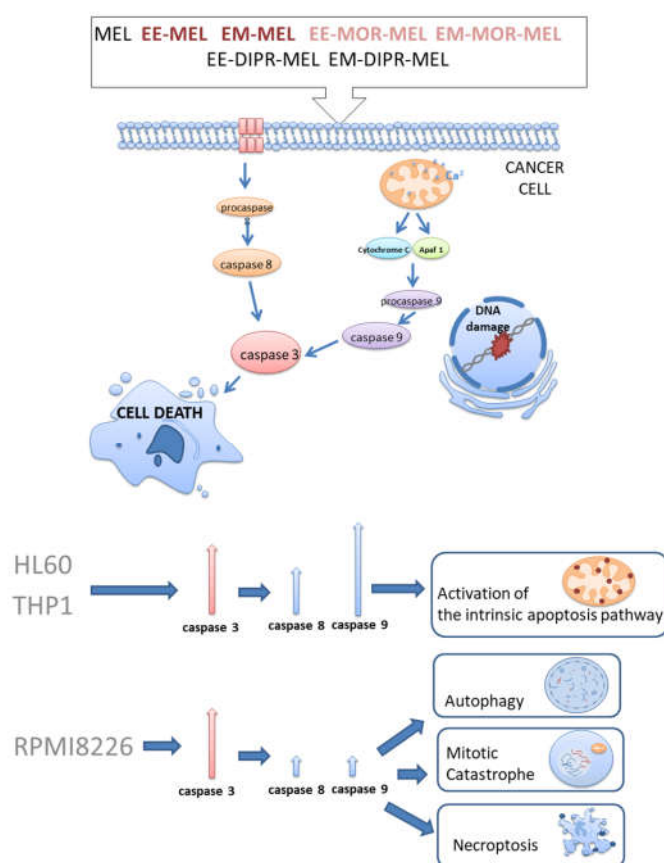 MEL EE-MEL EM-MEL EE-MOR-MEL EM-MOR-MEL
EE-DIPR-MEL EM-DIPR-MEL
CANCER
CELL
Ca²
procaspase
8
Cytochrome C
Apaf 1
caspase 8
procaspase 9
DNA
damage
caspase 9
caspase 3
CELL DEATH
HL60
THP1
caspase 3
caspase 8
caspase 9
Activation of
the intrinsic apoptosis pathway
RPMI8226
caspase 3
caspase 8
caspase 9
Autophagy
Mitotic
Catastrophe
Necroptosis